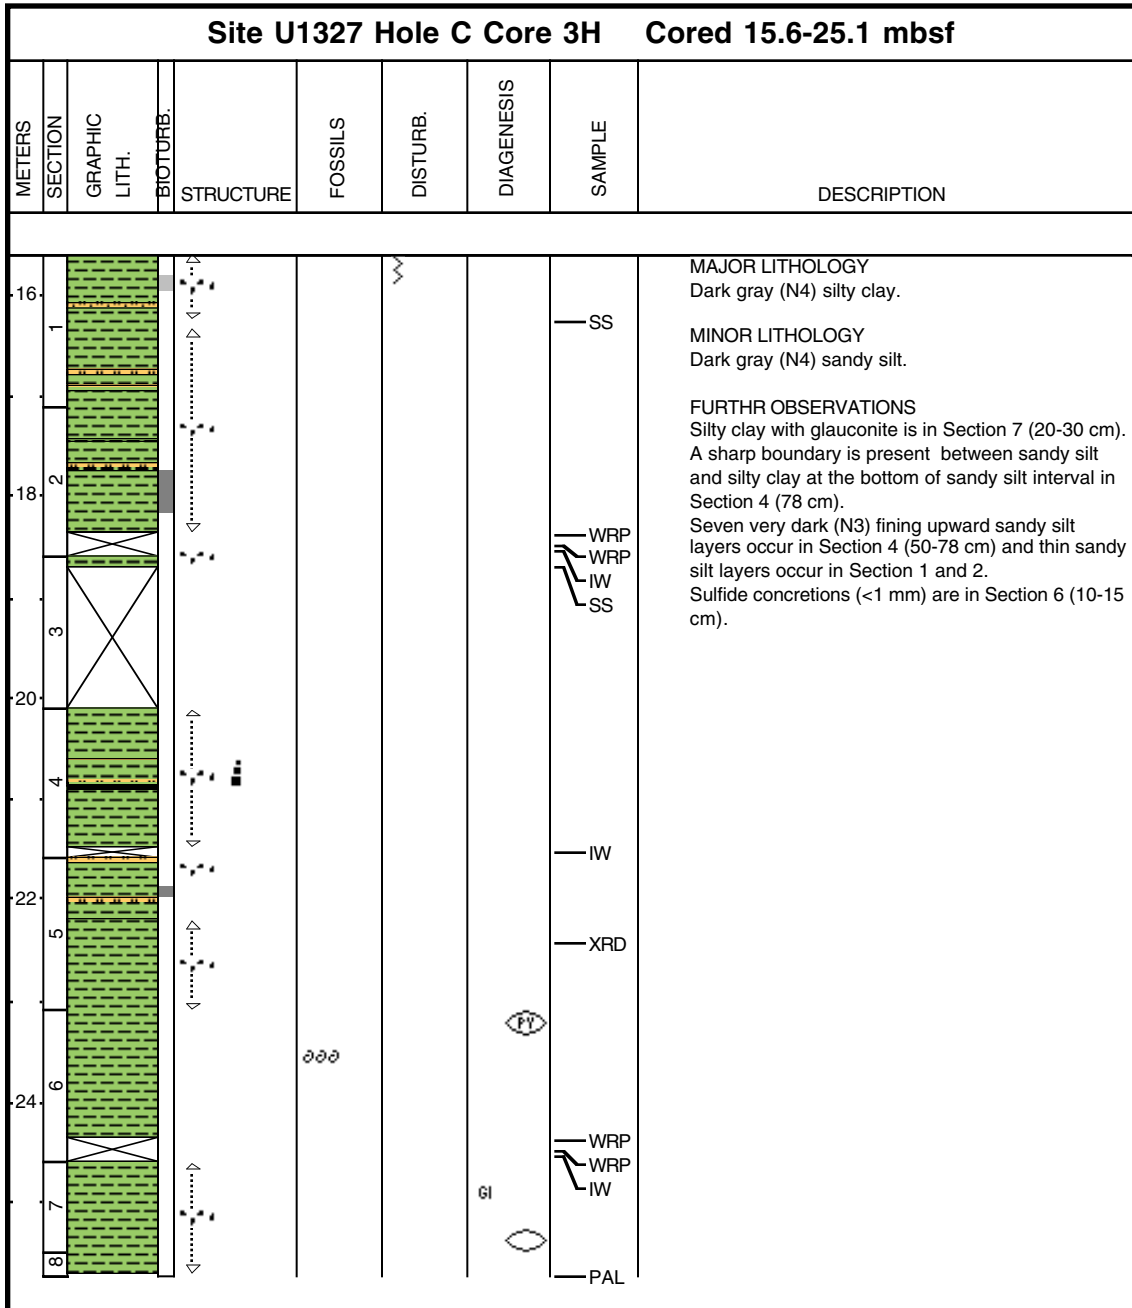 Site U1327 Hole C Core 3H Cored 15.6-25.1 mbsf
METERS
SECTION
GRAPHIC
LITH.
BIOTURB.
STRUCTURE
FOSSILS
DISTURB.
DIAGENESIS
SAMPLE
DESCRIPTION
16
18
20
22
24
1
2
3
4
5
6
7
8
PY
Gl
SS
WRP
WRP
IW
SS
IW
XRD
WRP
WRP
IW
PAL
MAJOR LITHOLOGY
Dark gray (N4) silty clay.
MINOR LITHOLOGY
Dark gray (N4) sandy silt.
FURTHR OBSERVATIONS
Silty clay with glauconite is in Section 7 (20-30 cm).
A sharp boundary is present between sandy silt
and silty clay at the bottom of sandy silt interval in
Section 4 (78 cm).
Seven very dark (N3) fining upward sandy silt
layers occur in Section 4 (50-78 cm) and thin sandy
silt layers occur in Section 1 and 2.
Sulfide concretions (<1 mm) are in Section 6 (10-15
cm).